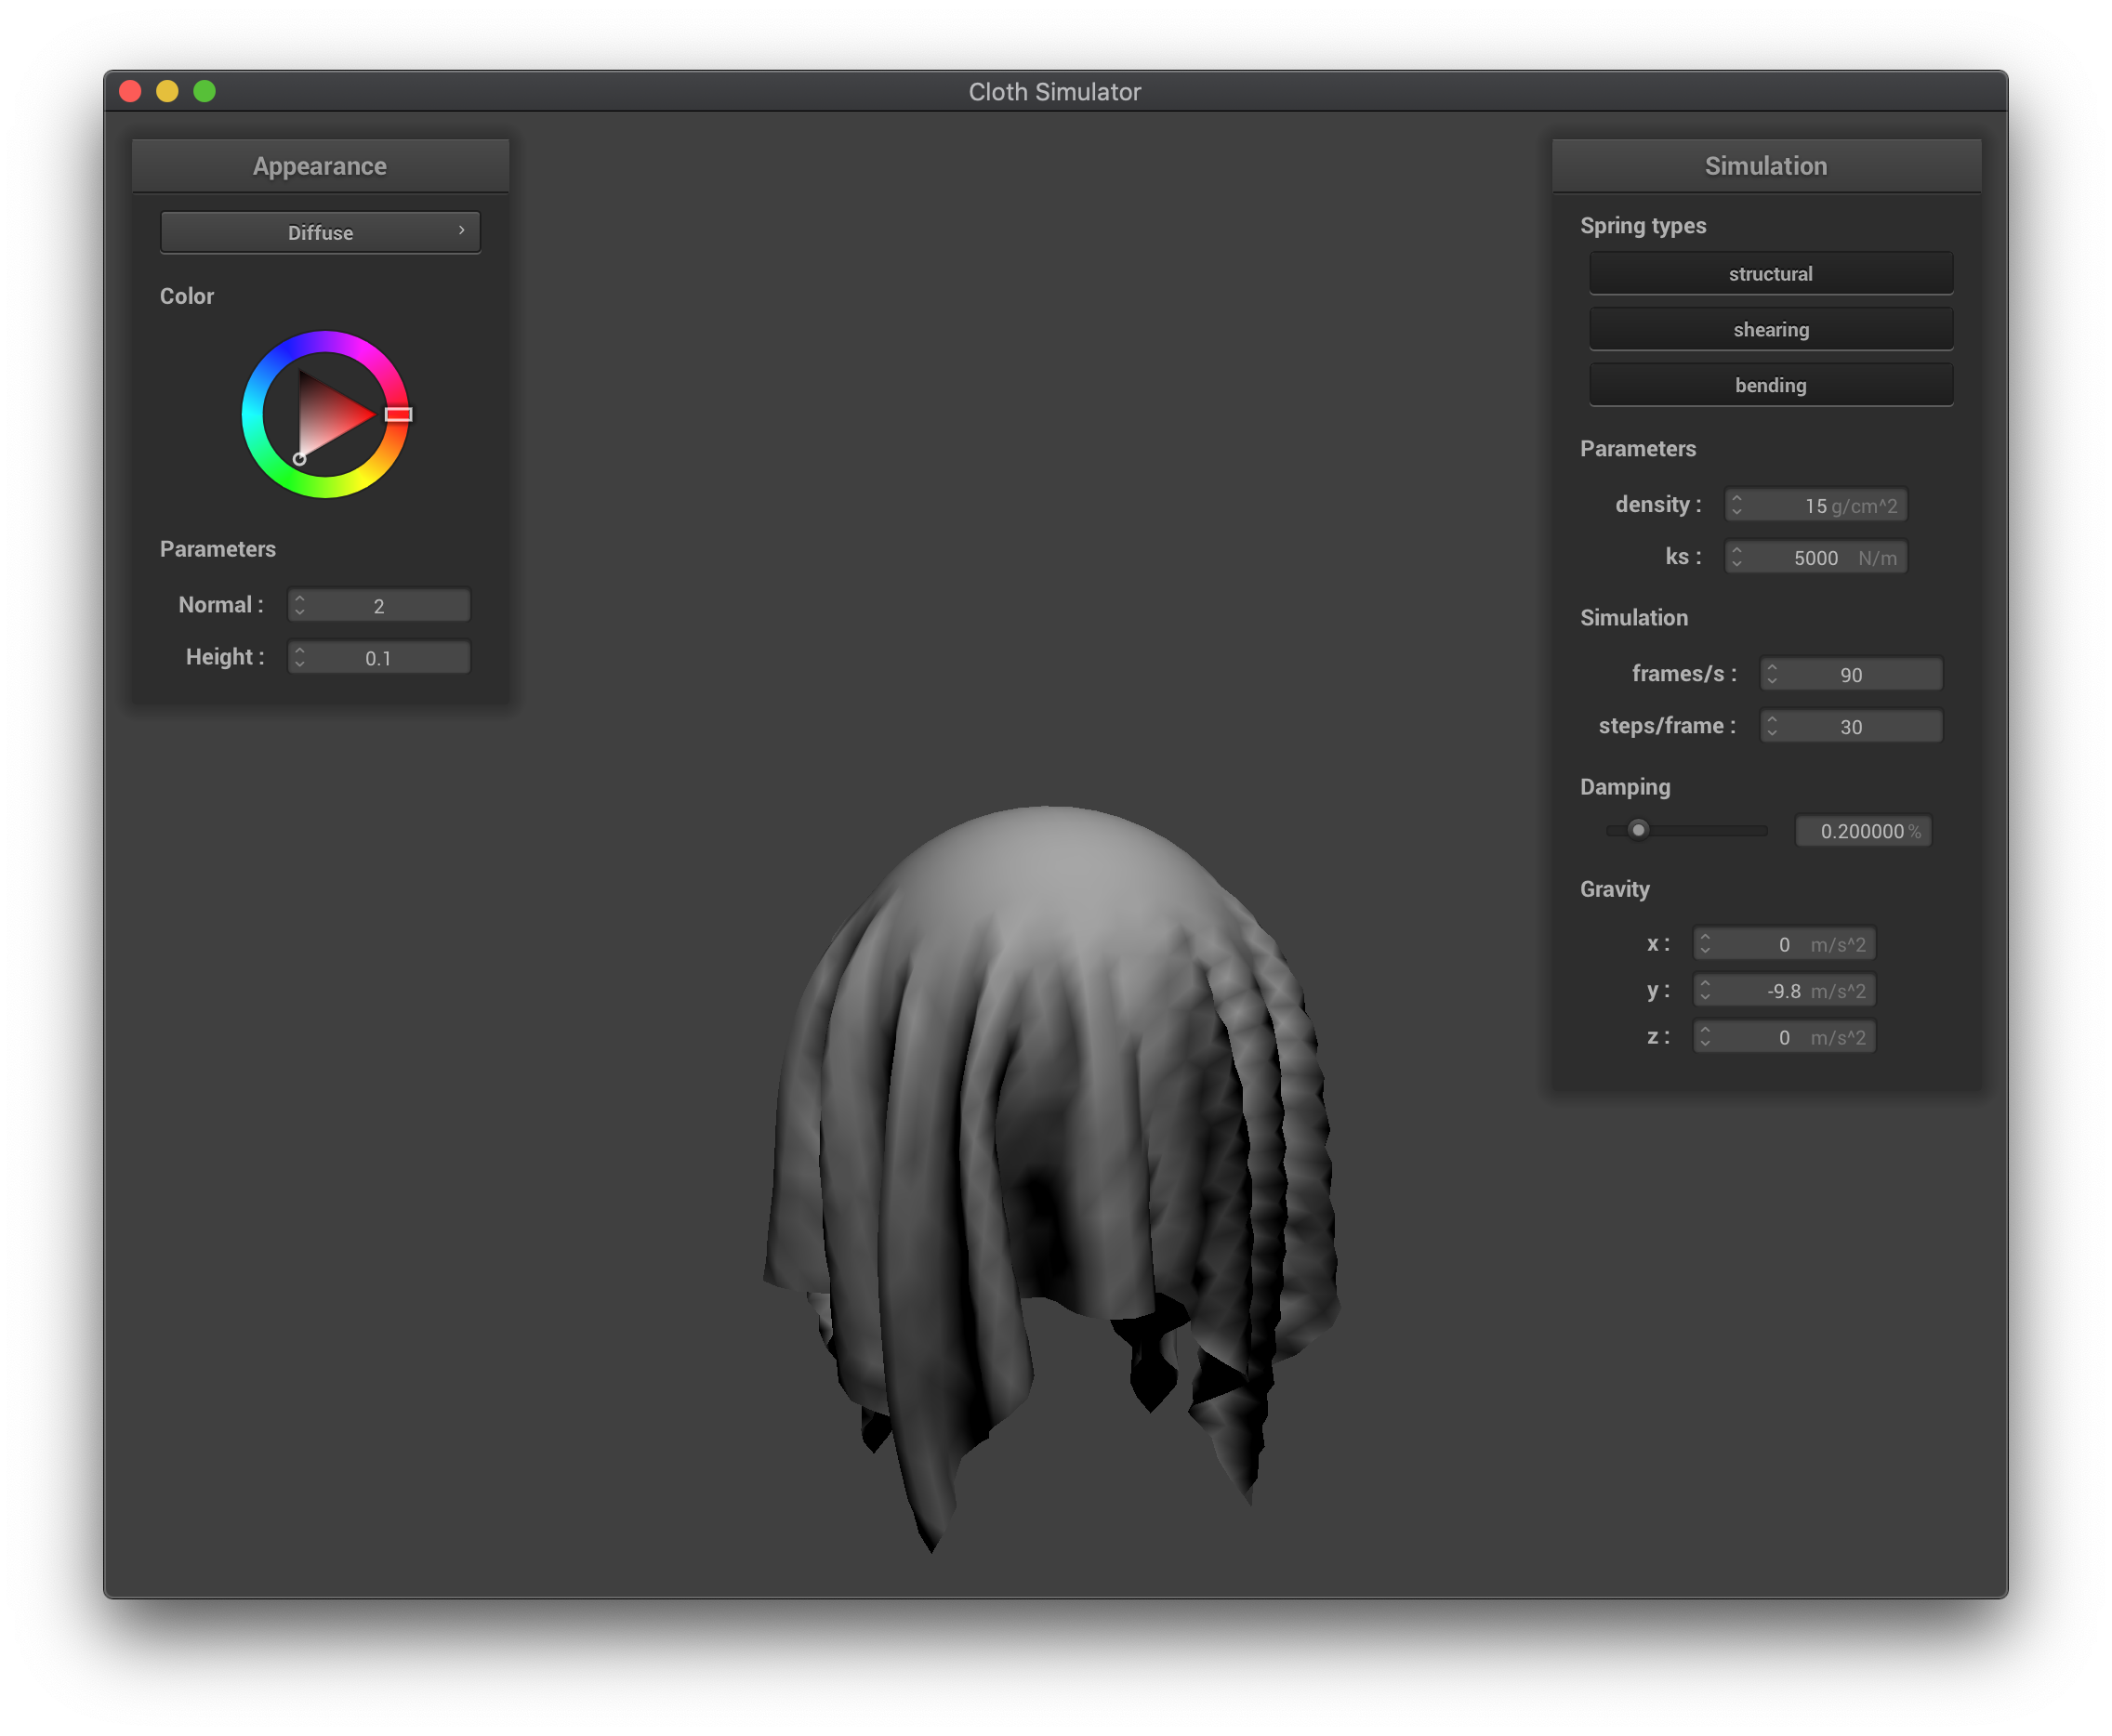 Cloth Simulator
Appearance
Diffuse
Color
Parameters
Normal : 2
Height : 0.1
Simulation
Spring types
structural
shearing
bending
Parameters
density : 15 g/cm^2
ks : 5000 N/m
Simulation
frames/s : 90
steps/frame : 30
Damping
0.200000 %
Gravity
x : 0 m/s^2
y : -9.8 m/s^2
z : 0 m/s^2